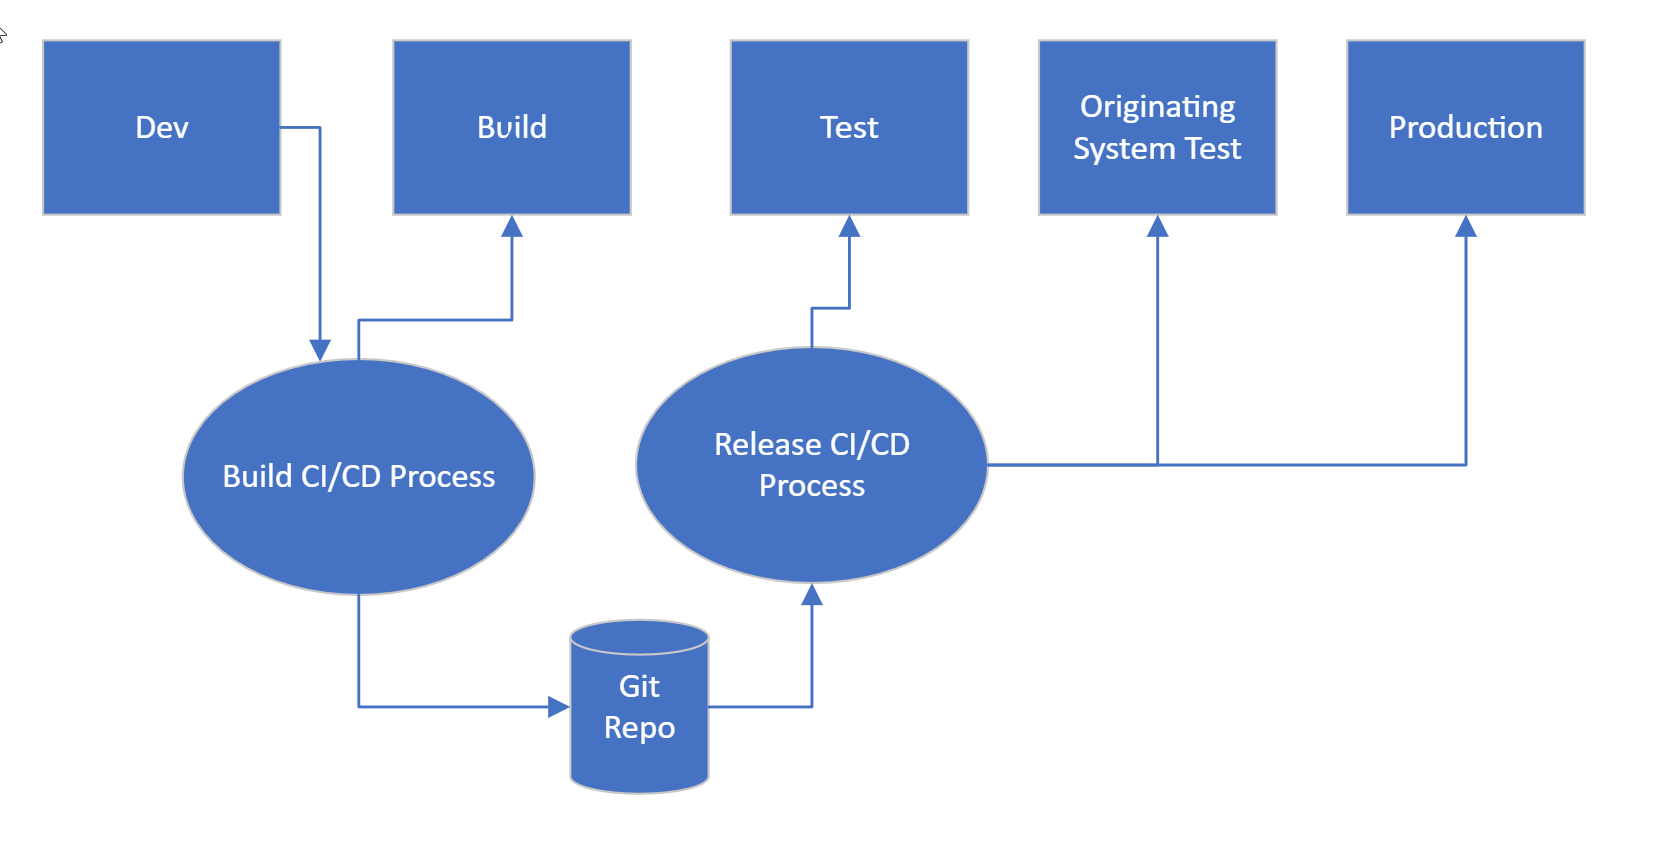 Dev
Build
Test
Originating
System Test
Production
Build CI/CD Process
Release CI/CD
Process
Git
Repo